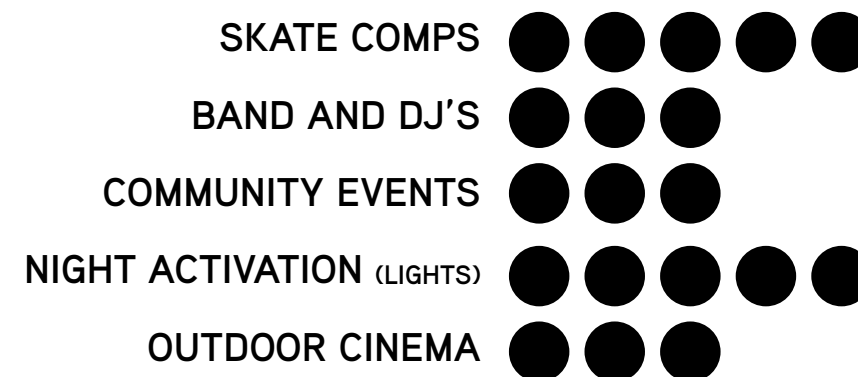 SKATE COMPS
BAND AND DJ'S
COMMUNITY EVENTS
NIGHT ACTIVATION (LIGHTS)
OUTDOOR CINEMA